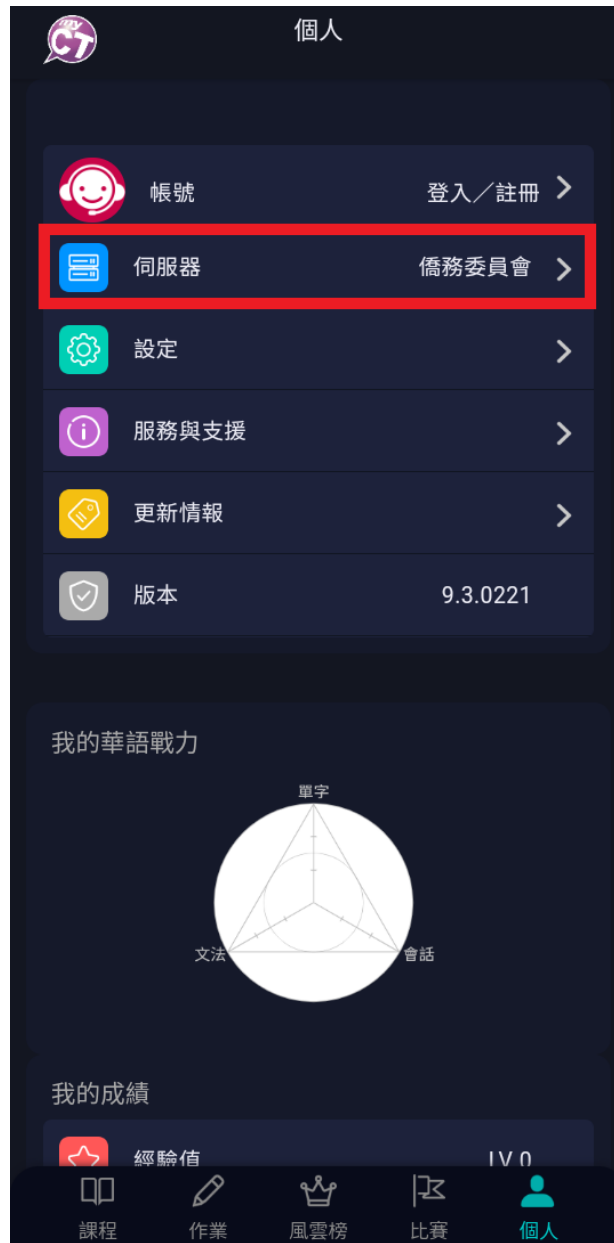 my
CT
個人
帳號 登入／註冊
伺服器 僑務委員會
設定
服務與支援
更新情報
版本 9.3.0221
我的華語戰力
單字
文法 會話
我的成績
經驗值 LV 0
課程 作業 風雲榜 比賽 個人